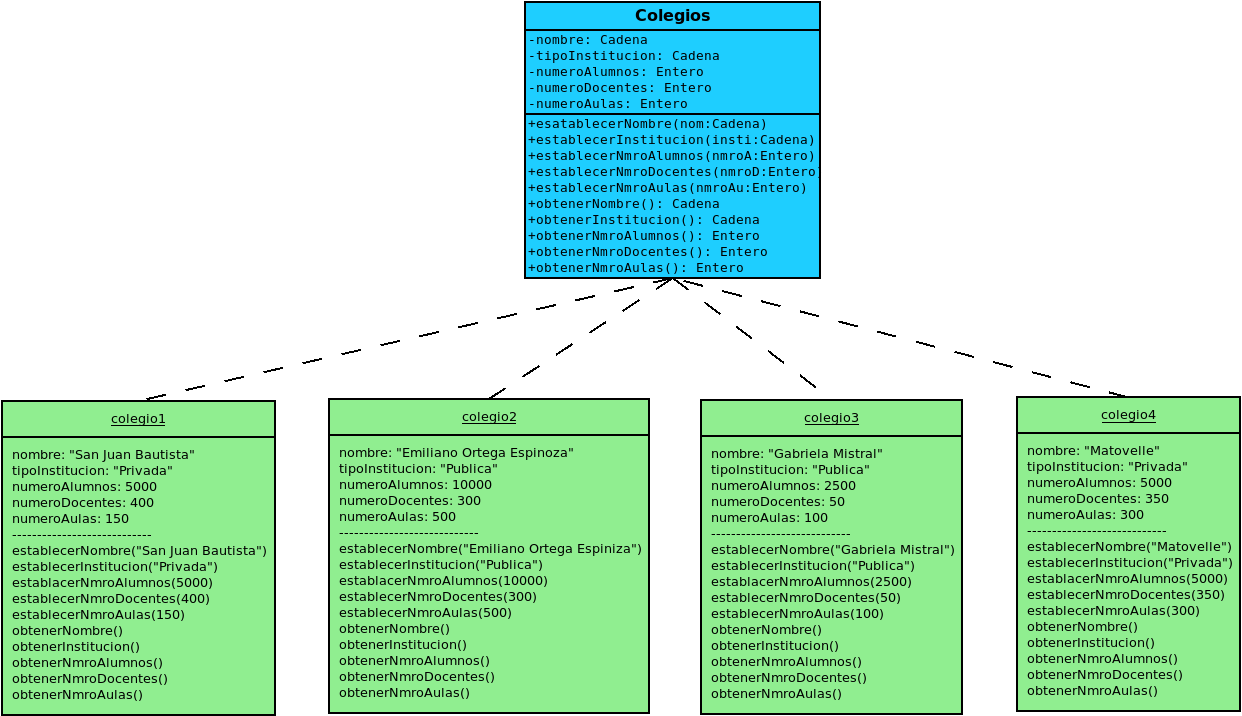 Colegios
-nombre: Cadena
-tipoInstitucion: Cadena
-numeroAlumnos: Entero
-numeroDocentes: Entero
-numeroAulas: Entero
+esatablecerNombre(nom:Cadena)
+establecerInstitucion(insti:Cadena)
+establecerNmroAlumnos(nmroA:Entero)
+establecerNmroDocentes(nmroD:Entero)
+establecerNmroAulas(nmroAu:Entero)
+obtenerNombre(): Cadena
+obtenerInstitucion(): Cadena
+obtenerNmroAlumnos(): Entero
+obtenerNmroDocentes(): Entero
+obtenerNmroAulas(): Entero
colegio1
nombre: "San Juan Bautista"
tipoInstitucion: "Privada"
numeroAlumnos: 5000
numeroDocentes: 400
numeroAulas: 150
----------------------------
establecerNombre("San Juan Bautista")
establecerInstitucion("Privada")
establacerNmroAlumnos(5000)
establecerNmroDocentes(400)
establecerNmroAulas(150)
obtenerNombre()
obtenerInstitucion()
obtenerNmroAlumnos()
obtenerNmroDocentes()
obtenerNmroAulas()
colegio2
nombre: "Emiliano Ortega Espinoza"
tipoInstitucion: "Publica"
numeroAlumnos: 10000
numeroDocentes: 300
numeroAulas: 500
----------------------------
establecerNombre("Emiliano Ortega Espiniza")
establecerInstitucion("Publica")
establacerNmroAlumnos(10000)
establecerNmroDocentes(300)
establecerNmroAulas(500)
obtenerNombre()
obtenerInstitucion()
obtenerNmroAlumnos()
obtenerNmroDocentes()
obtenerNmroAulas()
colegio3
nombre: "Gabriela Mistral"
tipoInstitucion: "Publica"
numeroAlumnos: 2500
numeroDocentes: 50
numeroAulas: 100
----------------------------
establecerNombre("Gabriela Mistral")
establecerInstitucion("Publica")
establacerNmroAlumnos(2500)
establecerNmroDocentes(50)
establecerNmroAulas(100)
obtenerNombre()
obtenerInstitucion()
obtenerNmroAlumnos()
obtenerNmroDocentes()
obtenerNmroAulas()
colegio4
nombre: "Matovelle"
tipoInstitucion: "Privada"
numeroAlumnos: 5000
numeroDocentes: 350
numeroAulas: 300
----------------------------
establecerNombre("Matovelle")
establecerInstitucion("Privada")
establacerNmroAlumnos(5000)
establecerNmroDocentes(350)
establecerNmroAulas(300)
obtenerNombre()
obtenerInstitucion()
obtenerNmroAlumnos()
obtenerNmroDocentes()
obtenerNmroAulas()